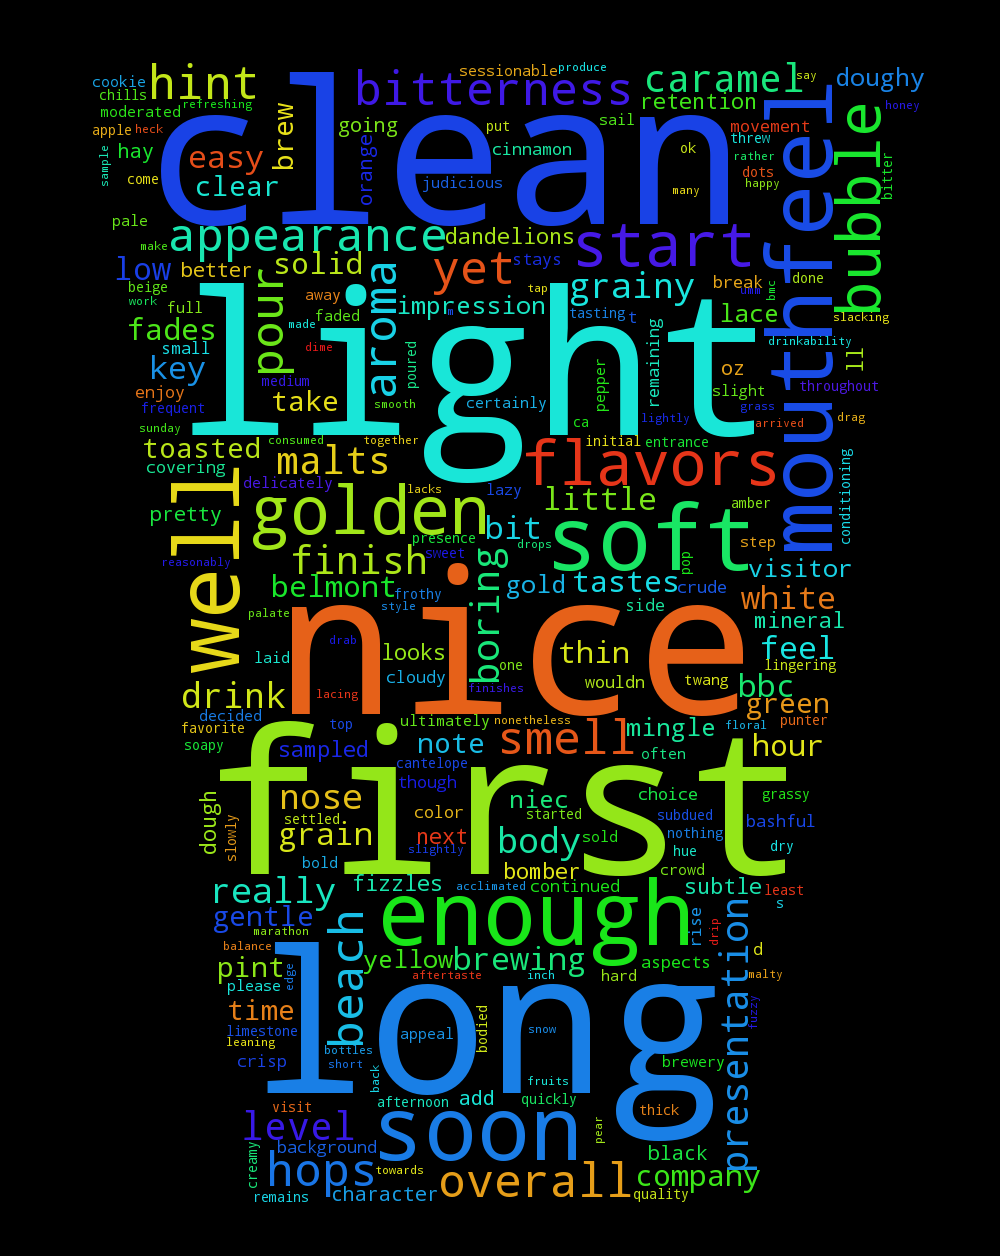 cookie
hint
sessionable
produce
caramel
say
doughy
chills
refreshing
bitterness
retention
honey
moderated
brew
going
put
sail
movement
apple
heck
clean
cinnamon
ok
threw
hay
easy
orange
rather
dots
bubble
sample
come
clear
judicious
many
happy
bitter
pale
appearance
dandelions
start
mouthfeel
make
low
better
solid
yet
stays
tap
grainy
break
done
beige
work
full
pour
away
aroma
impression
m
tasting
t
umm
bmc
lace
slacking
fades
faded
made
light
remaining
drinkability
small
dime
poured
ll
key
medium
pepper
oz
throughout
enjoy
take
smooth
certainly
slight
frequent
lightly
grass
drag
sunday
ca
arrived
toasted
consumed
together
initial
entrance
covering
malts
flavors
conditioning
well
delicately
lacks
lazy
little
amber
pretty
golden
presence
bit
drops
soft
step
reasonably
finish
sweet
boring
pop
visitor
belmont
frothy
gold
tastes
crude
white
palate
style
side
mineral
nice
drab
looks
one
thin
feel
laid
cloudy
finishes
wouldn
twang
lingering
drink
lacing
bbc
green
decided
top
ultimately
nonetheless
mingle
floral
punter
favorite
soapy
sampled
note
smell
often
hour
first
cantelope
though
nose
color
niec
choice
grassy
dough
slowly
settled
started
subdued
bashful
grain
next
body
sold
nothing
slightly
hue
dry
bold
bomber
crowd
really
fizzles
acclimated
continued
subtle
least
s
gentle
beach
enough
rise
drip
presentation
marathon
balance
yellow
brewing
d
pint
edge
aftertaste
inch
hard
aspects
malty
please
time
long
fuzzy
limestone
appeal
bodied
snow
leaning
bottles
crisp
short
back
fruits
brewery
afternoon
add
quickly
visit
thick
level
soon
pear
background
black
creamy
hops
towards
company
remains
character
overall
quality